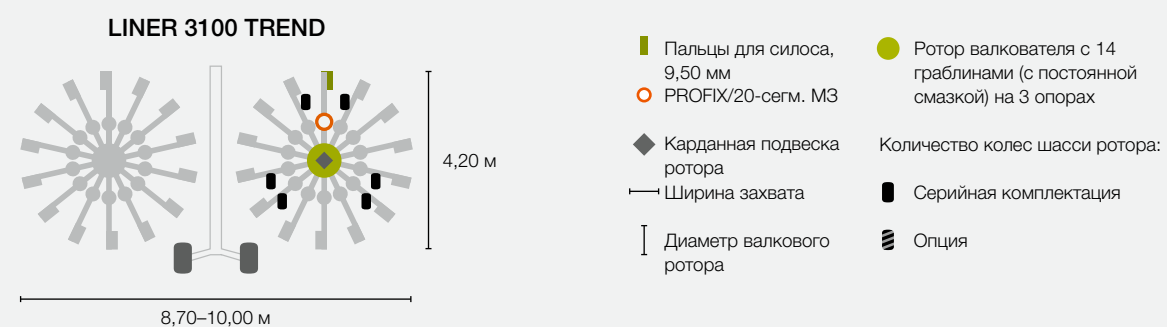 LINER 3100 TREND
4,20 м
8,70–10,00 м
Пальцы для силоса,
9,50 мм
PROFIX/20-сегм. МЗ
Карданная подвеска
ротора
Ширина захвата
Диаметр валкового
ротора
Ротор валкователя с 14
граблинами (с постоянной
смазкой) на 3 опорах
Количество колес шасси ротора:
Серийная комплектация
Опция